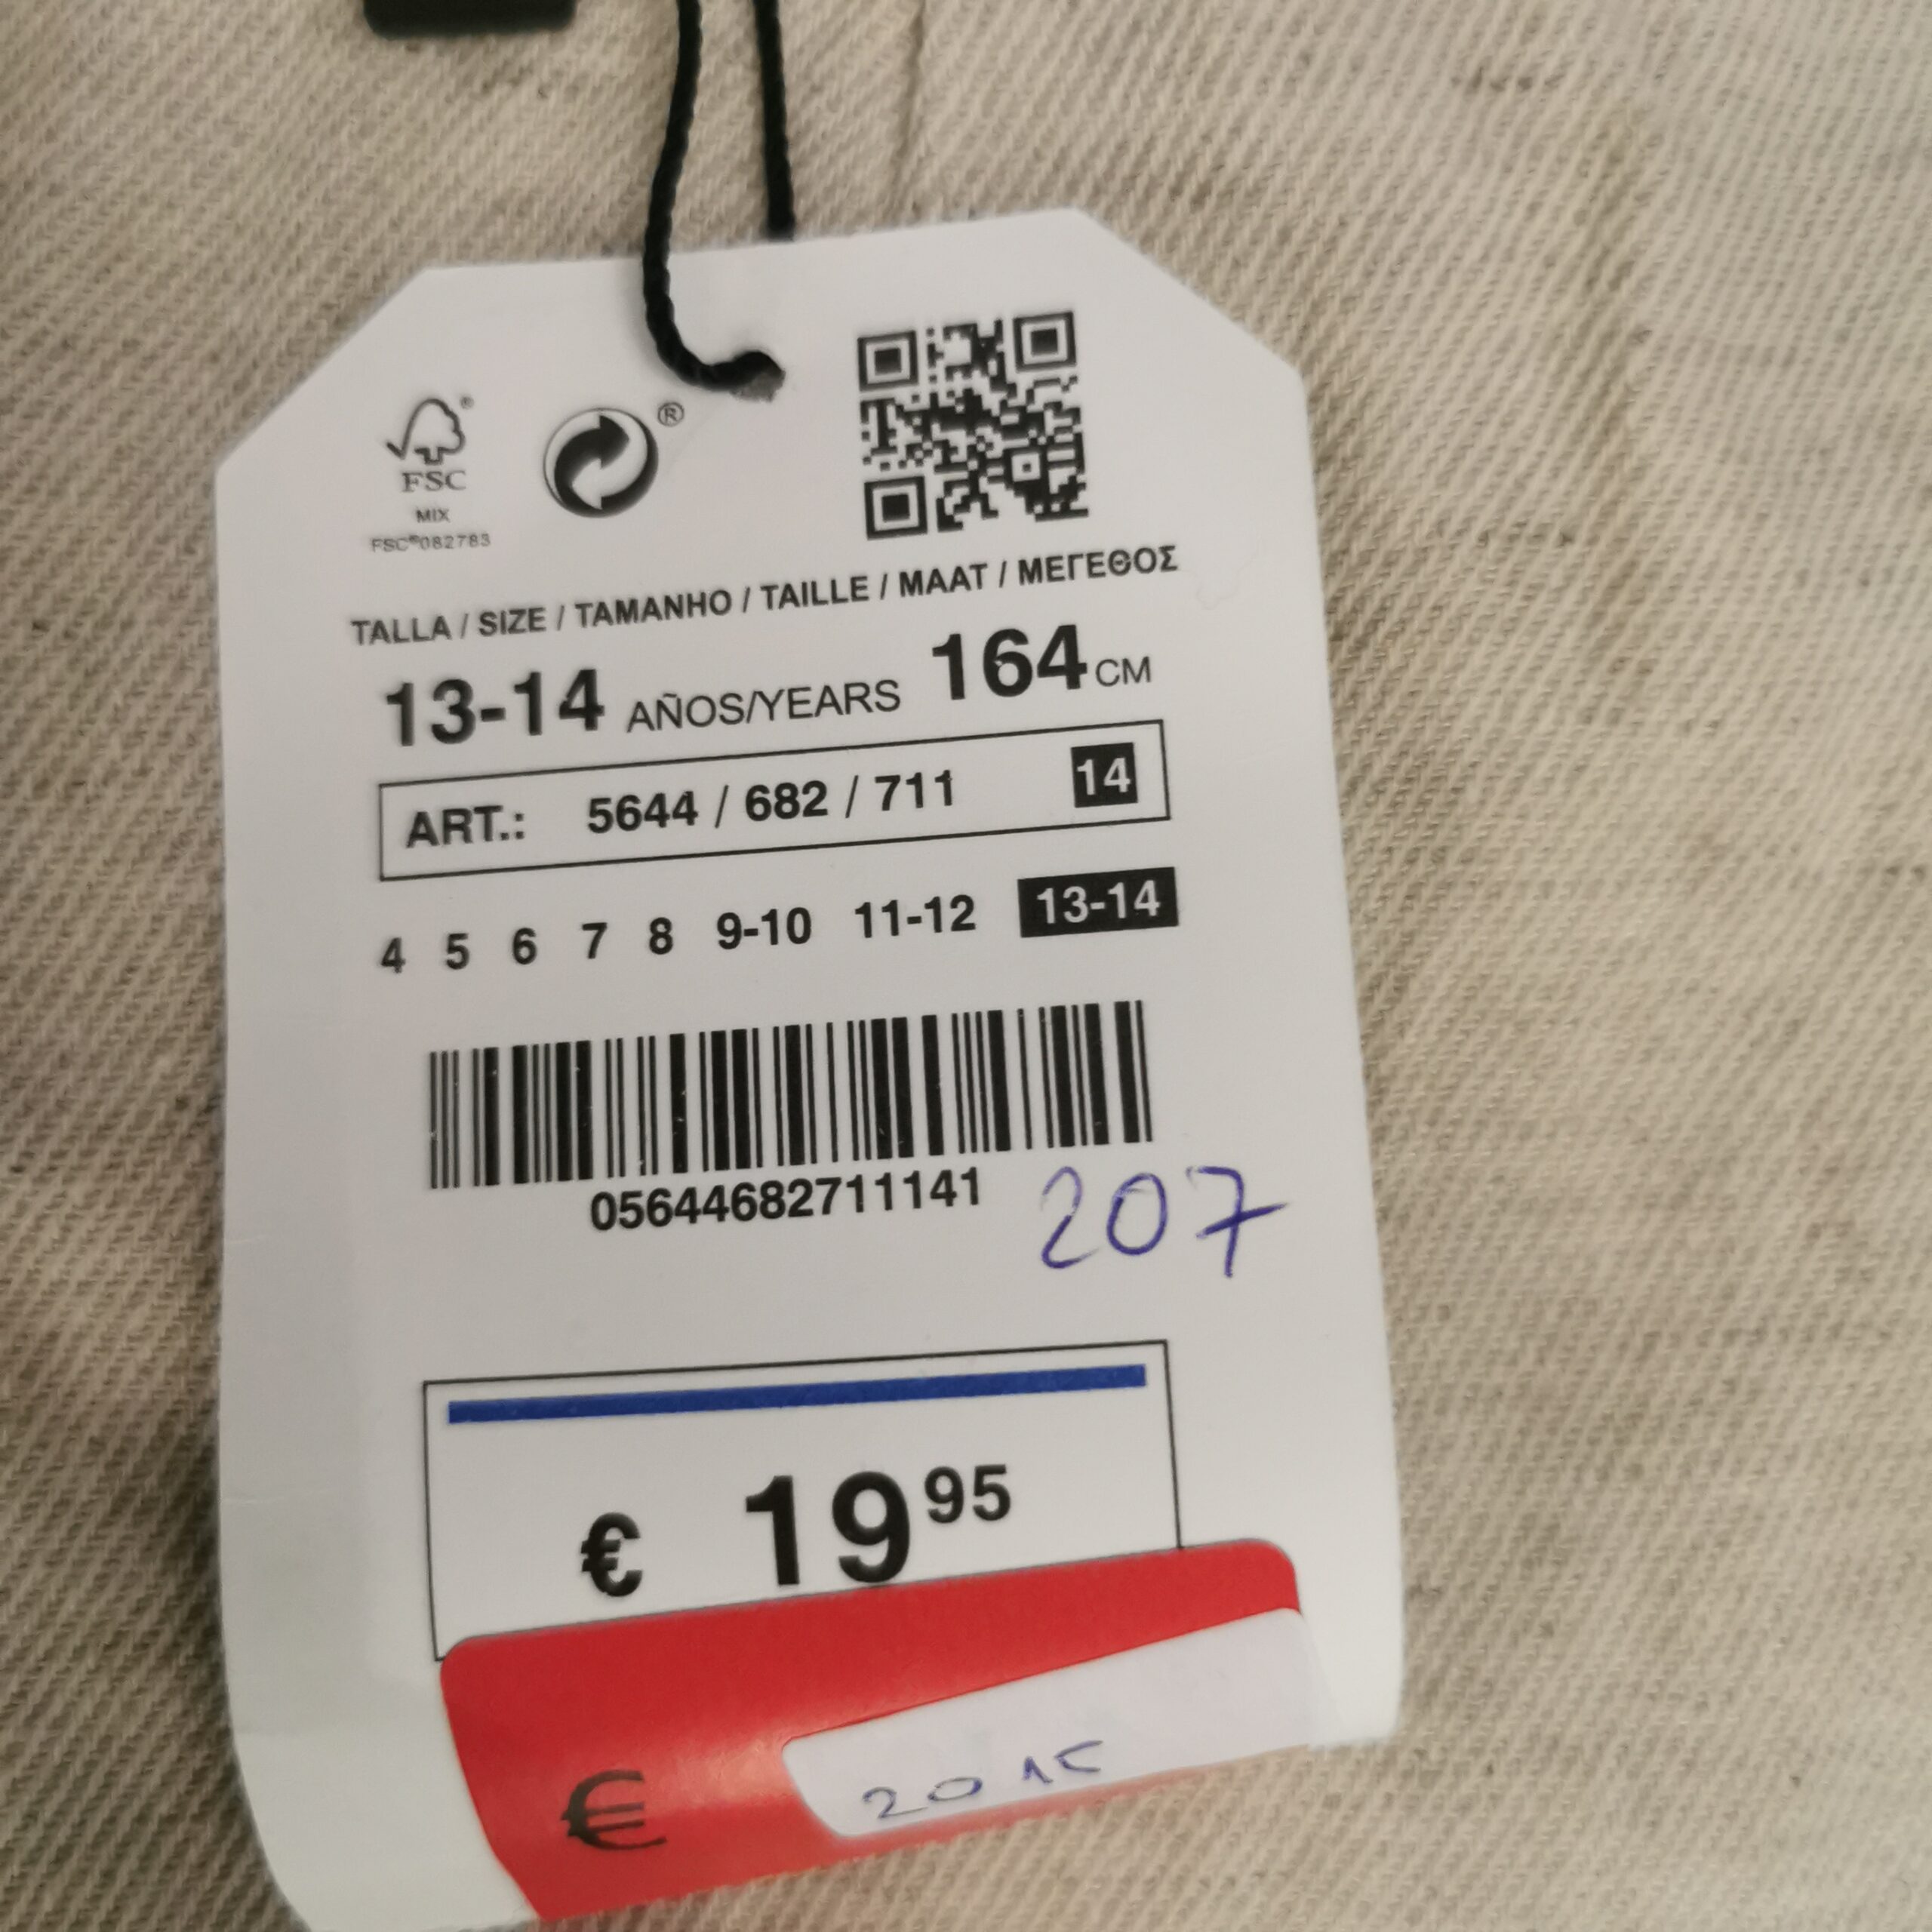 FSC
MIX
FSC®082783
TALLA / SIZE / TAMANHO / TAILLE / MAAT / ΜΕΓΕΘΟΣ
13-14 AÑOS/YEARS 164 CM
ART.: 5644 / 682 / 711 14
4 5 6 7 8 9-10 11-12 13-14
05644682711141
207
€ 19 95
€